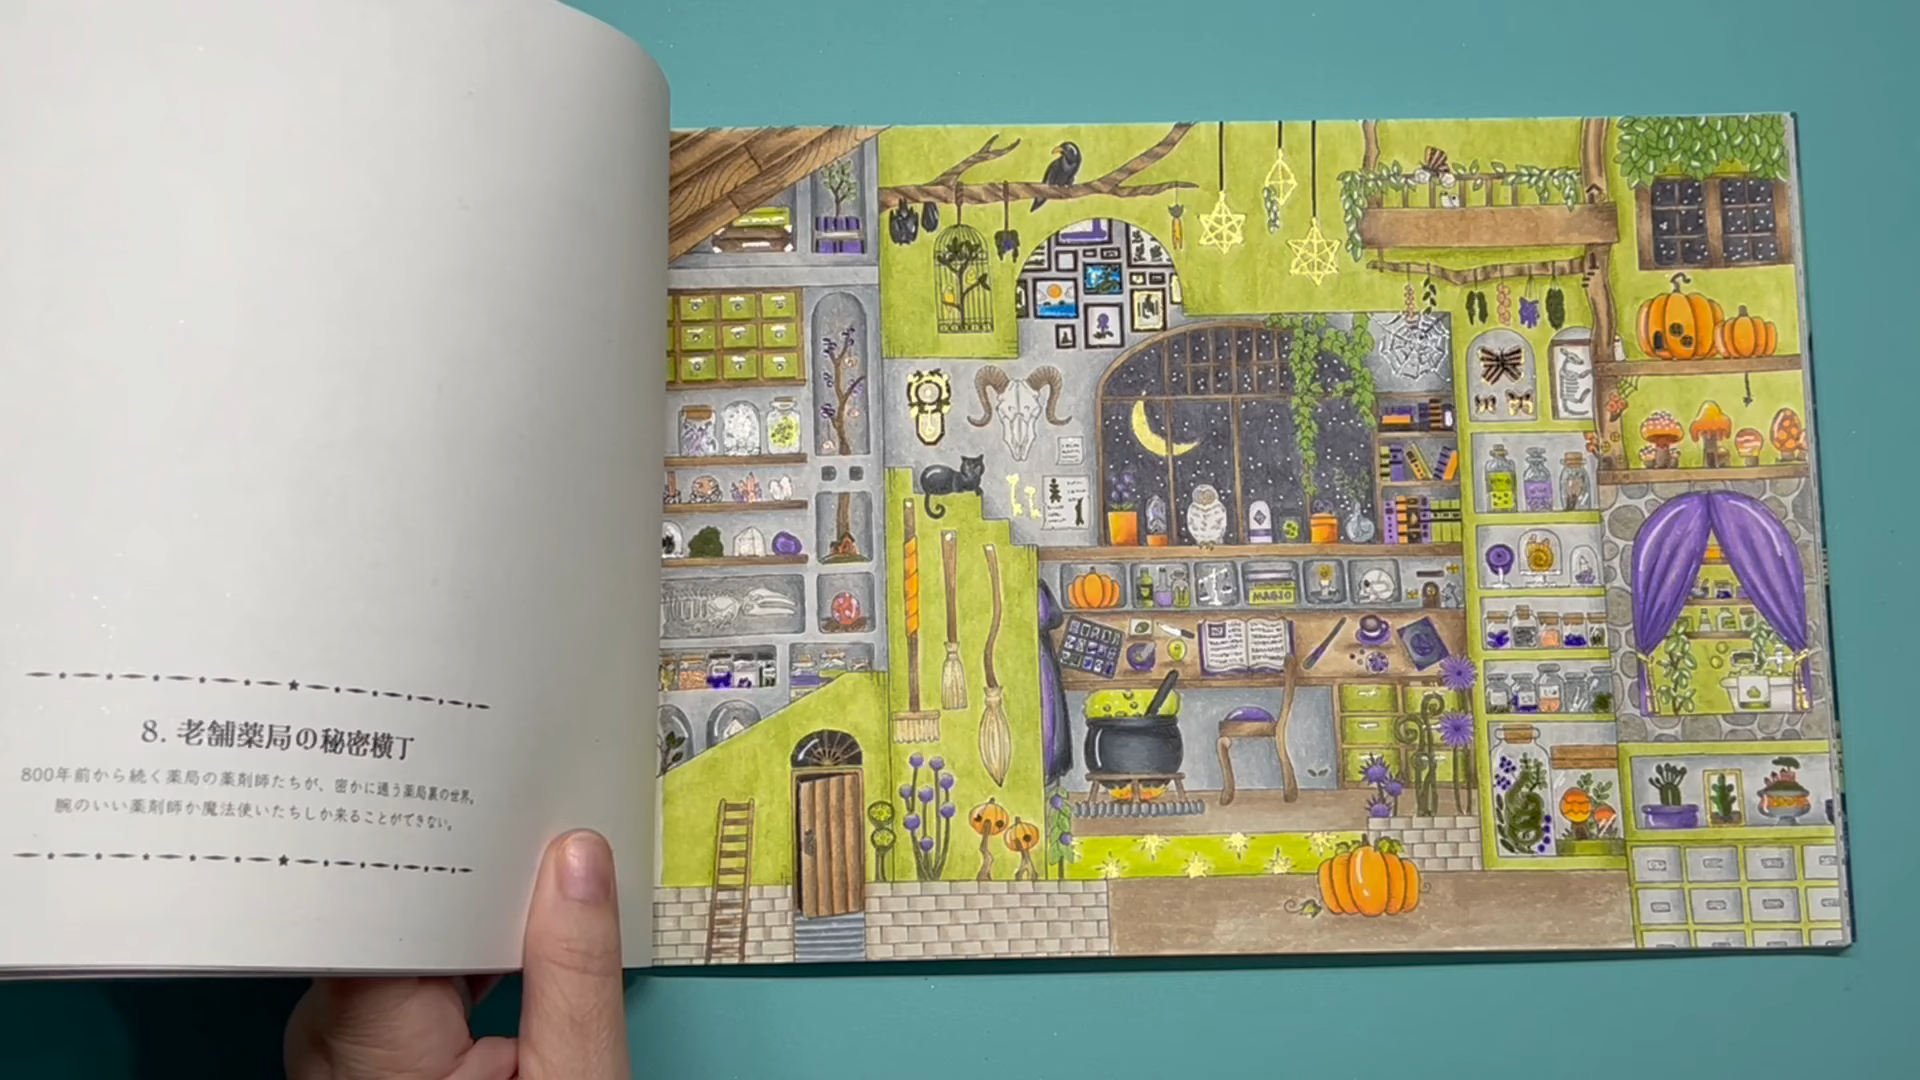 8. 老舗薬局の秘密横丁
800年前から続く薬局の薬剤師たちが、密かに通う薬局裏の世界。
腕のいい薬剤師か魔法使いたちしか来ることができない。
MAGIC